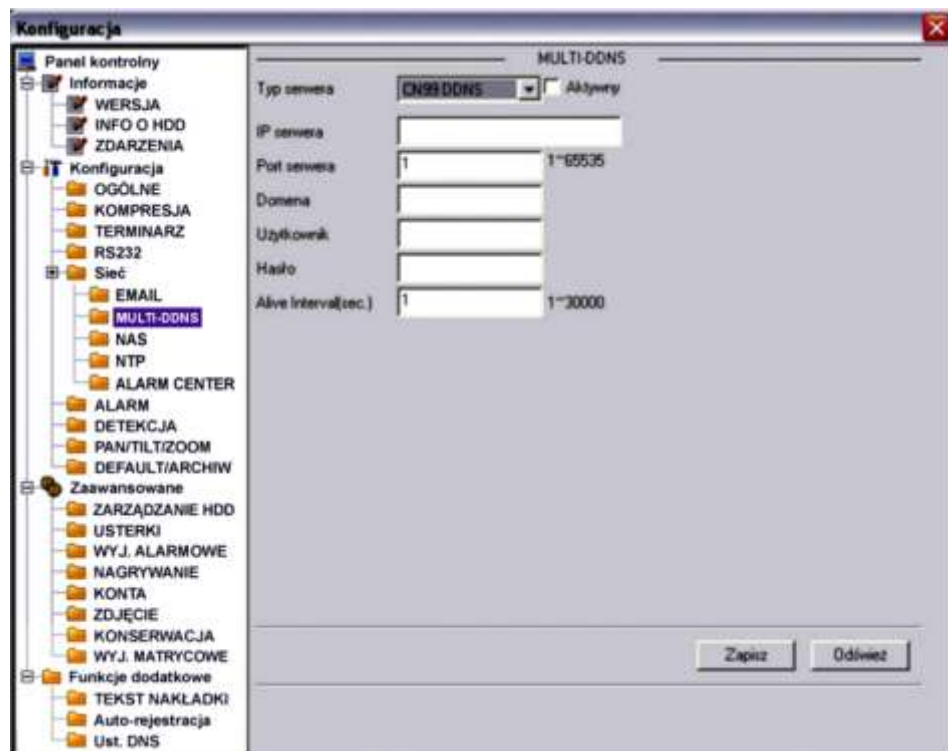 Konfiguracja
Panel kontrolny
Informacje
WERSJA
INFO O HDD
ZDARZENIA
Konfiguracja
OGÓLNE
KOMPRESJA
TERMINARZ
RS232
Sieć
EMAIL
MULTI-DDNS
NAS
NTP
ALARM CENTER
ALARM
DETEKCJA
PAN/TILT/ZOOM
DEFAULT/ARCHIW
Zaawansowane
ZARZĄDZANIE HDD
USTERKI
WYJ. ALARMOWE
NAGRYWANIE
KONTA
ZDJĘCIE
KONSERWACJA
WYJ. MATRYCOWE
Funkcje dodatkowe
TEKST NAKŁADKI
Auto-rejestracja
Ust. DNS
MULTI-DDNS
Typ serwera CN99 DDNS Aktywny
IP serwera
Port serwera 1 1~65535
Domena
Użytkownik
Hasło
Alive Interval(sec.) 1 1~30000
Zapisz Odśwież